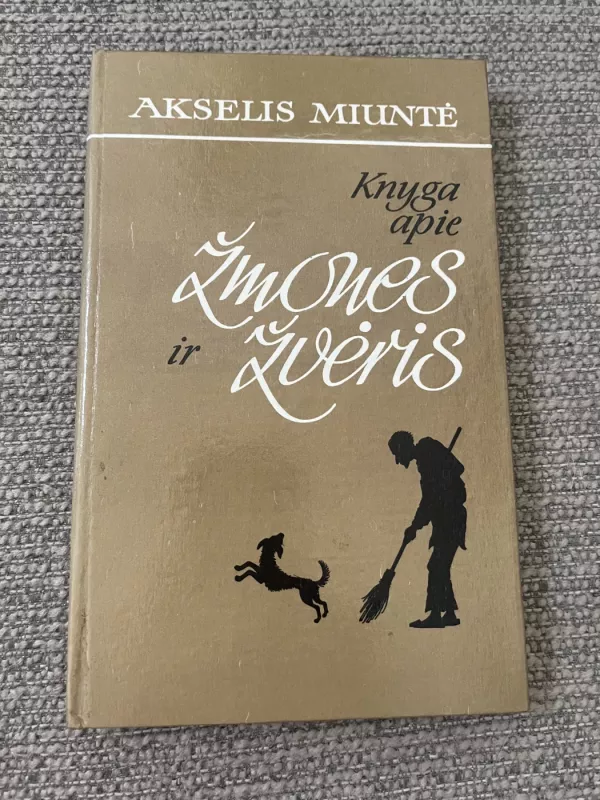 AKSELIS MIUNTĖ
Knyga
apie
žmones
ir žvėris